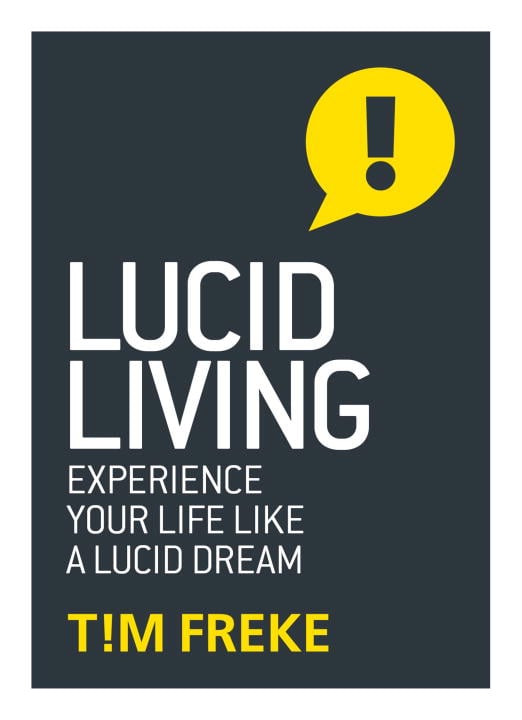 !
LUCID
LIVING
EXPERIENCE
YOUR LIFE LIKE
A LUCID DREAM
T!M FREKE